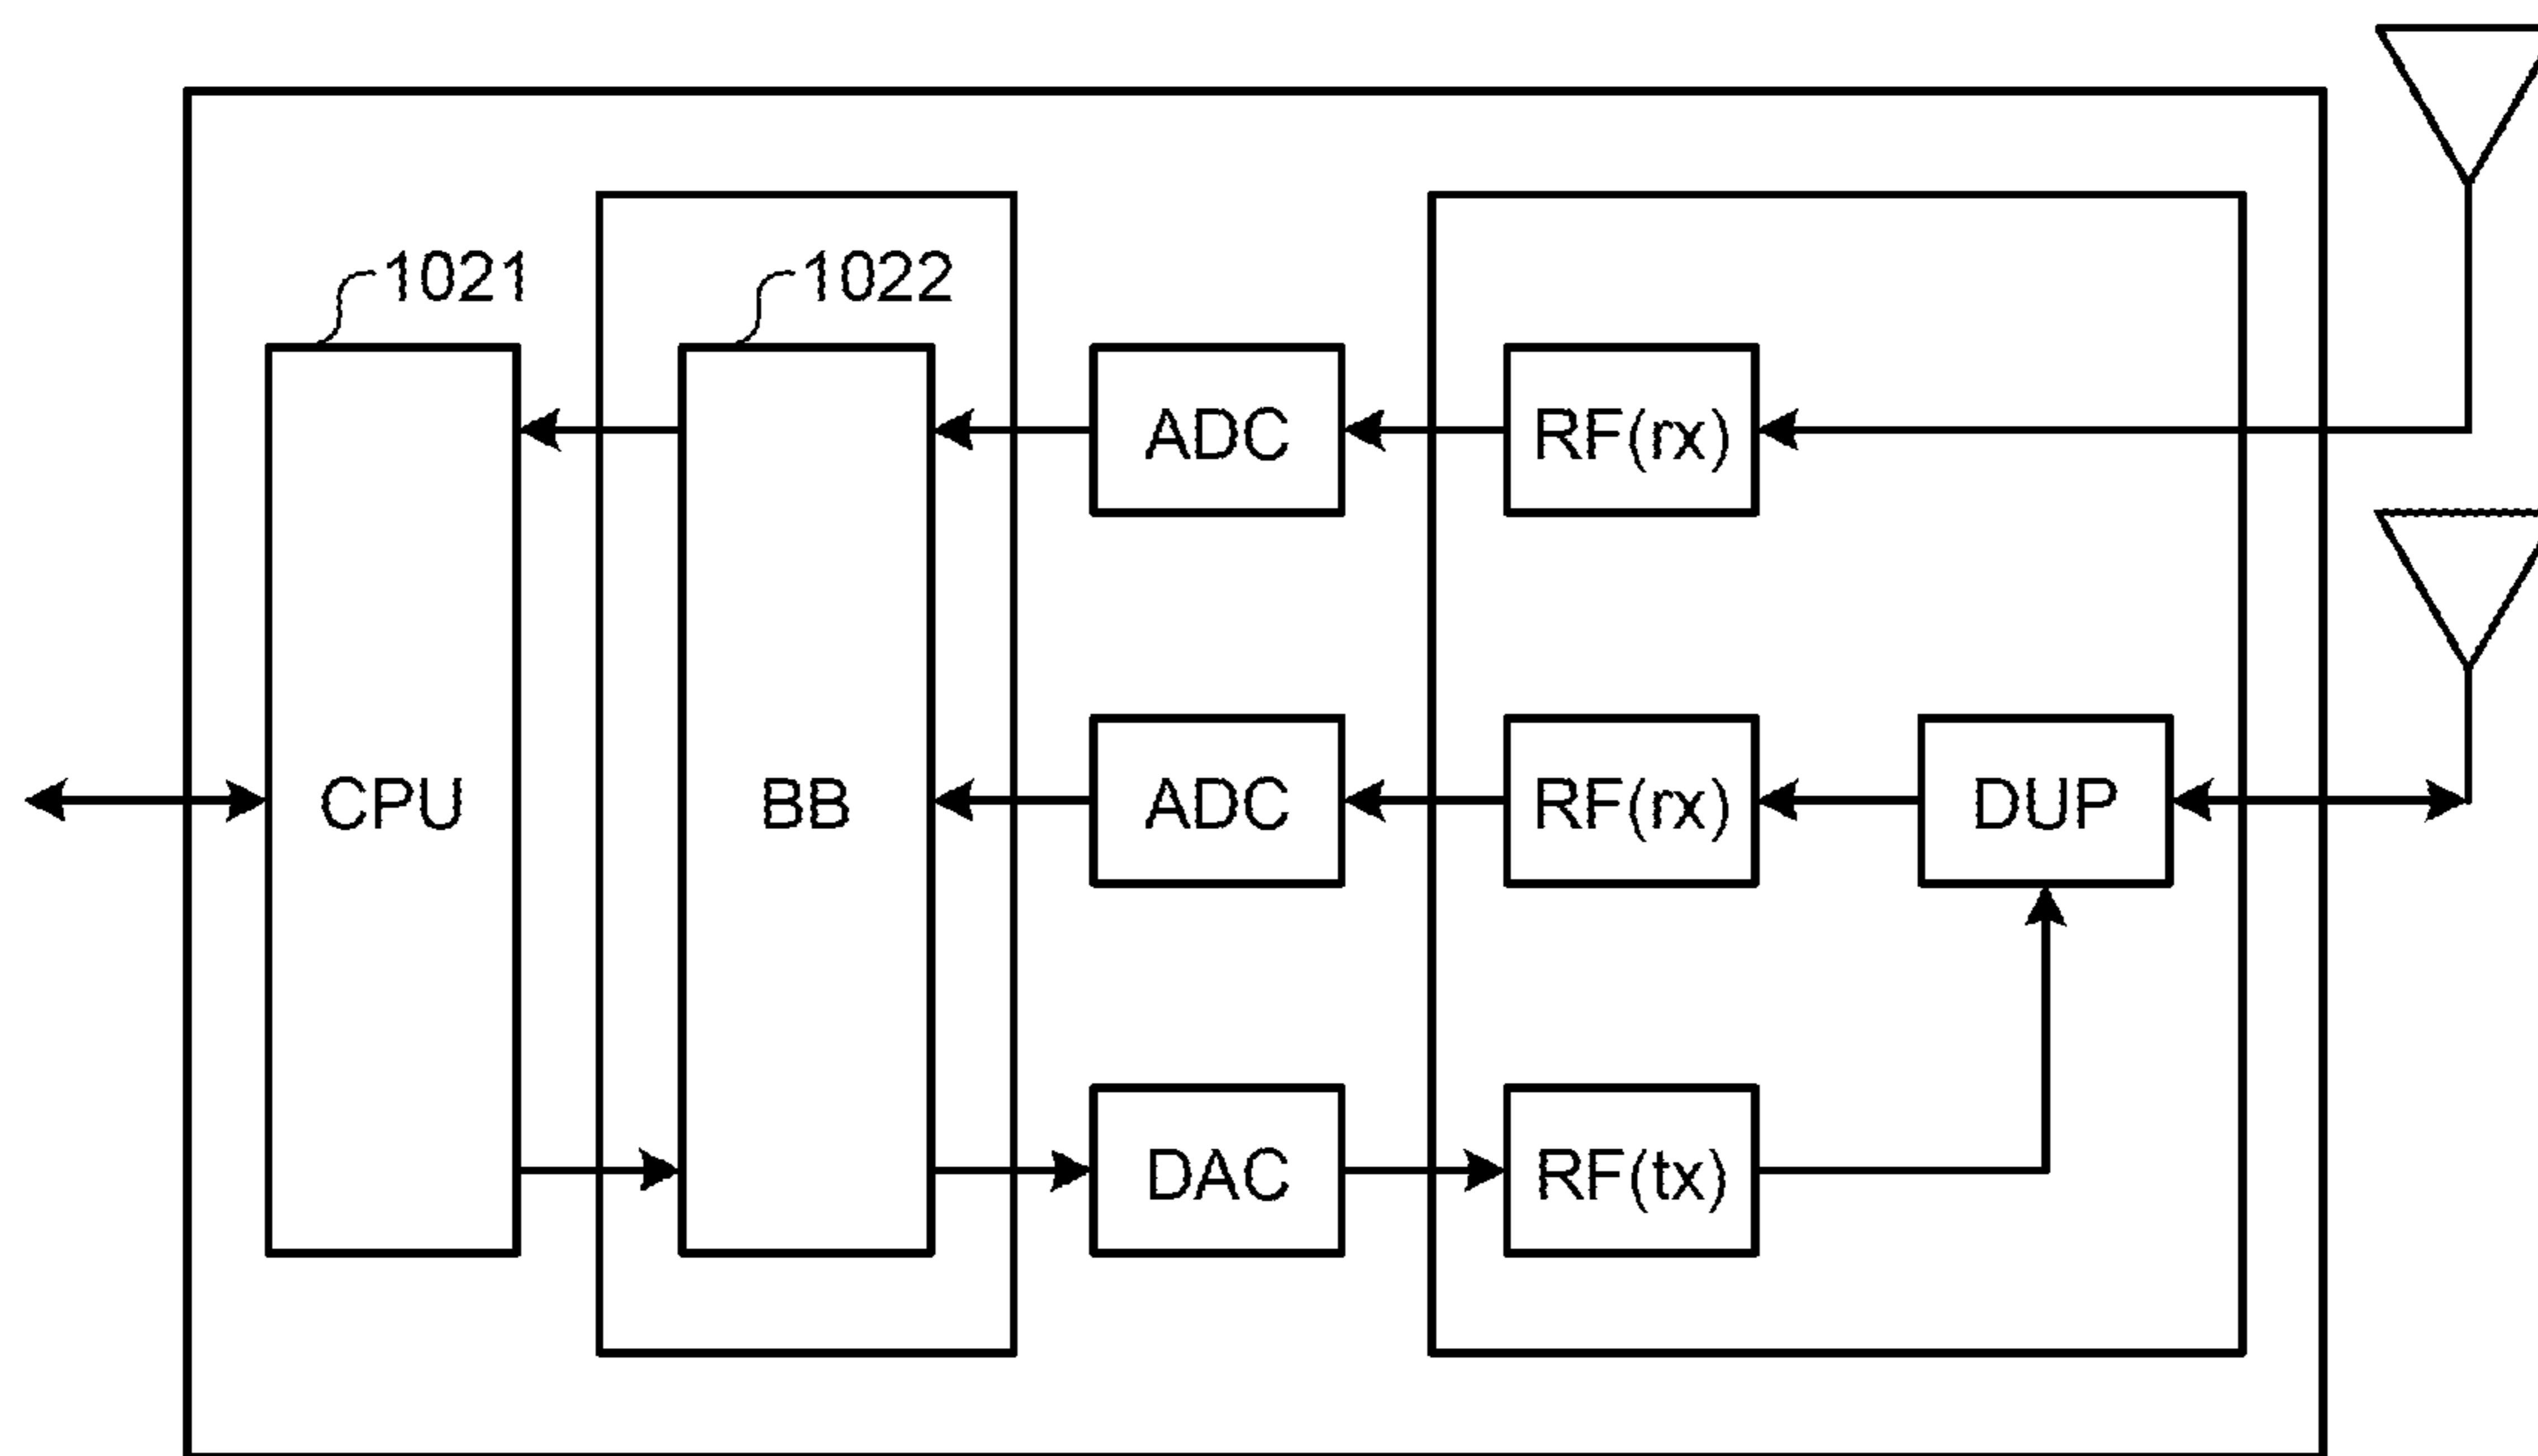 1021
1022
ADC
RF(rx)
CPU
BB
ADC
RF(rx)
DUP
DAC
RF(tx)